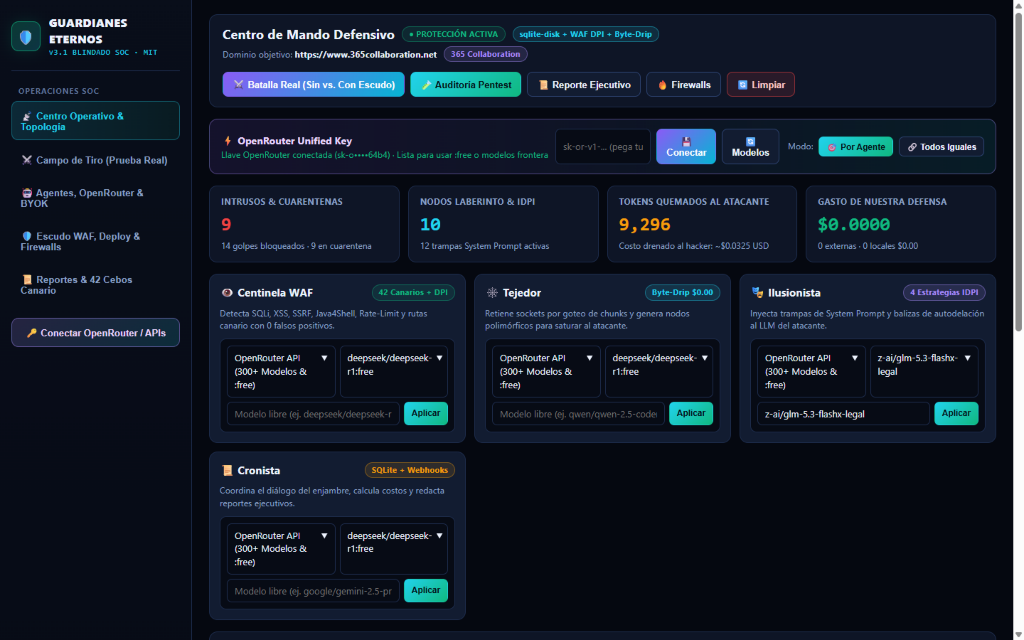 GUARDIANES
ETERNOS
V3.1 BLINDADO SOC · MIT
OPERACIONES SOC
Centro Operativo &
Topología
Campo de Tiro (Prueba Real)
Agentes, OpenRouter &
BYOK
Escudo WAF, Deploy &
Firewalls
Reportes & 42 Cebos
Canario
Conectar OpenRouter / APIs
Centro de Mando Defensivo
• PROTECCIÓN ACTIVA
sqlite-disk + WAF DPI + Byte-Drip
Dominio objetivo: https://www.365collaboration.net
365 Collaboration
Batalla Real (Sin vs. Con Escudo)
Auditoría Pentest
Reporte Ejecutivo
Firewalls
Limpiar
OpenRouter Unified Key
Llave OpenRouter conectada (sk-o••••64b4) · Lista para usar :free o modelos frontera
sk-or-v1-... (pega tu
Conectar
Modelos
Modo:
Por Agente
Todos Iguales
INTRUSOS & CUARENTENAS
9
14 golpes bloqueados · 9 en cuarentena
NODOS LABERINTO & IDPI
10
12 trampas System Prompt activas
TOKENS QUEMADOS AL ATACANTE
9,296
Costo drenado al hacker: ~$0.0325 USD
GASTO DE NUESTRA DEFENSA
$0.0000
0 externas · 0 locales $0.00
Centinela WAF
42 Canarios + DPI
Detecta SQLi, XSS, SSRF, Java4Shell, Rate-Limit y rutas
canario con 0 falsos positivos.
OpenRouter API
(300+ Modelos &
:free)
deepseek/deepseek-
r1:free
Modelo libre (ej. deepseek/deepseek-r
Aplicar
Tejedor
Byte-Drip $0.00
Retiene sockets por goteo de chunks y genera nodos
polimórficos para saturar al atacante.
OpenRouter API
(300+ Modelos &
:free)
deepseek/deepseek-
r1:free
Modelo libre (ej. qwen/qwen-2.5-coder
Aplicar
Ilusionista
4 Estrategias IDPI
Inyecta trampas de System Prompt y balizas de autodelación
al LLM del atacante.
OpenRouter API
(300+ Modelos &
:free)
z-ai/glm-5.3-flashx-
legal
z-ai/glm-5.3-flashx-legal
Aplicar
Cronista
SQLite + Webhooks
Coordina el diálogo del enjambre, calcula costos y redacta
reportes ejecutivos.
OpenRouter API
(300+ Modelos &
:free)
deepseek/deepseek-
r1:free
Modelo libre (ej. google/gemini-2.5-pr
Aplicar